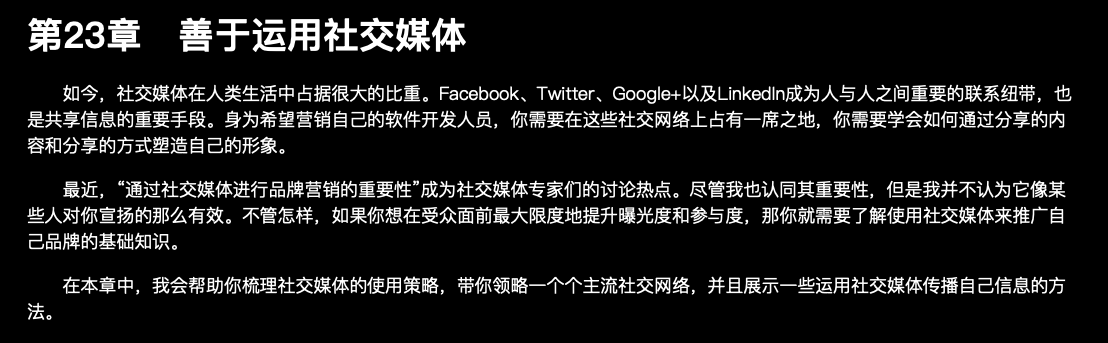 第23章　善于运用社交媒体
如今，社交媒体在人类生活中占据很大的比重。Facebook、Twitter、Google+以及LinkedIn成为人与人之间重要的联系纽带，也
是共享信息的重要手段。身为希望营销自己的软件开发人员，你需要在这些社交网络上占有一席之地，你需要学会如何通过分享的内
容和分享的方式塑造自己的形象。
最近，“通过社交媒体进行品牌营销的重要性”成为社交媒体专家们的讨论热点。尽管我也认同其重要性，但是我并不认为它像某
些人对你宣扬的那么有效。不管怎样，如果你想在受众面前最大限度地提升曝光度和参与度，那你就需要了解使用社交媒体来推广自
己品牌的基础知识。
在本章中，我会帮助你梳理社交媒体的使用策略，带你领略一个个主流社交网络，并且展示一些运用社交媒体传播自己信息的方
法。